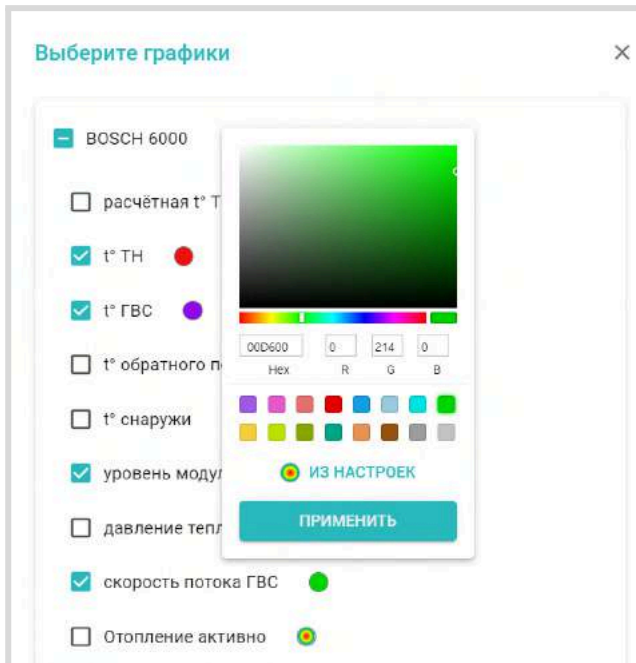 Выберите графики
BOSCH 6000
расчётная t° Т
t° ТН
t° ГВС
00D600 0 214 0
Hex R G B
t° обратного п
t° снаружи
ИЗ НАСТРОЕК
уровень модул
ПРИМЕНИТЬ
давление тепл
скорость потока ГВС
Отопление активно